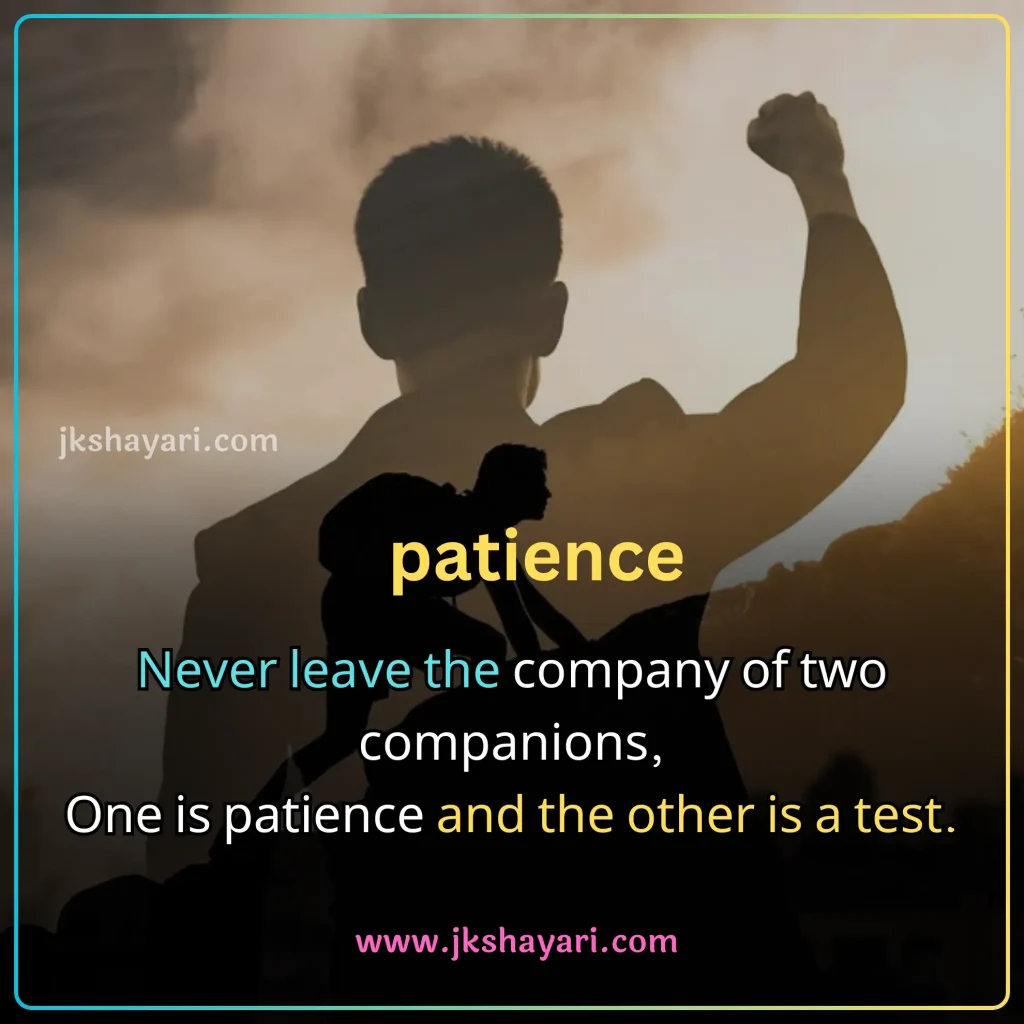 jkshayari.com
patience
Never leave the company of two
companions,
One is patience and the other is a test.
www.jkshayari.com